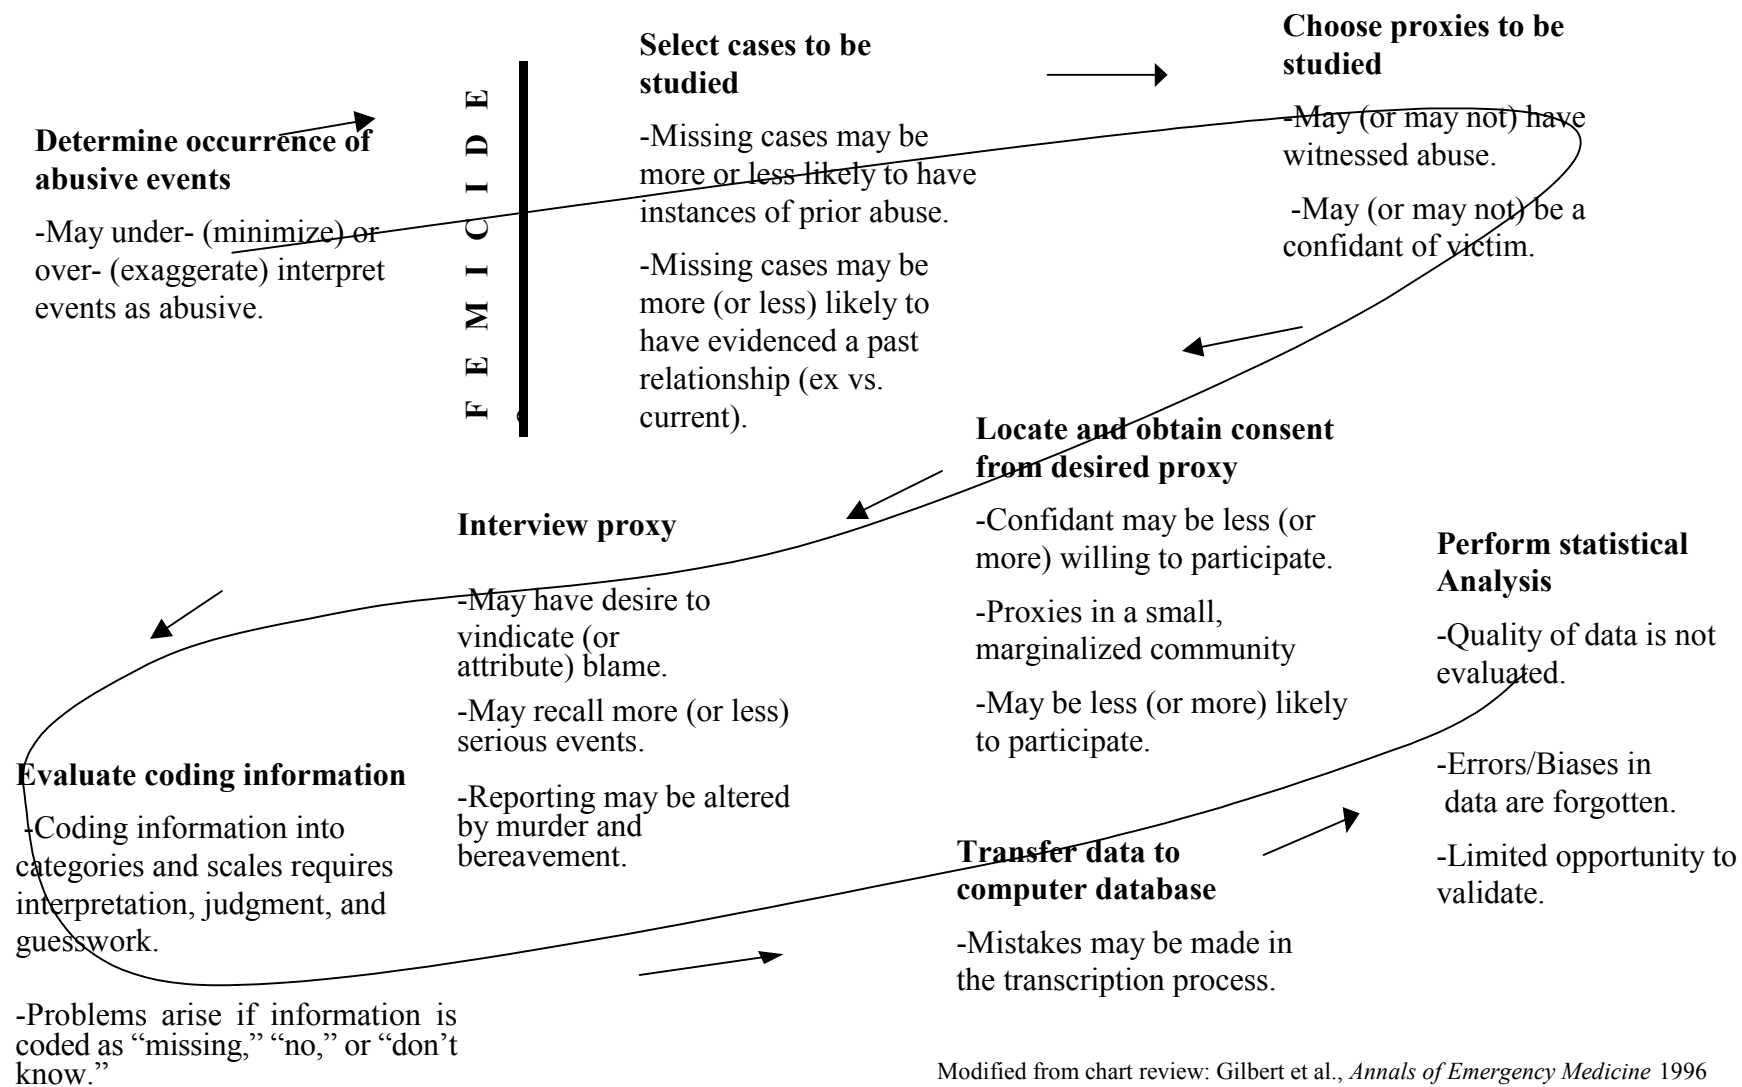 Determine occurrence of
abusive events
-May under- (minimize) or
over- (exaggerate) interpret
events as abusive.
FEMICIDE
Select cases to be
studied
-Missing cases may be
more or less likely to have
instances of prior abuse.
-Missing cases may be
more (or less) likely to
have evidenced a past
relationship (ex vs.
current).
Choose proxies to be
studied
-May (or may not) have
witnessed abuse.
-May (or may not) be a
confidant of victim.
Locate and obtain consent
from desired proxy
-Confidant may be less (or
more) willing to participate.
-Proxies in a small,
marginalized community
-May be less (or more) likely
to participate.
Interview proxy
-May have desire to
vindicate (or
attribute) blame.
-May recall more (or less)
serious events.
-Reporting may be altered
by murder and
bereavement.
Evaluate coding information
-Coding information into
categories and scales requires
interpretation, judgment, and
guesswork.
-Problems arise if information is
coded as “missing,” “no,” or “don’t
know.”
Transfer data to
computer database
-Mistakes may be made in
the transcription process.
Perform statistical
Analysis
-Quality of data is not
evaluated.
-Errors/Biases in
data are forgotten.
-Limited opportunity to
validate.
Modified from chart review: Gilbert et al., Annals of Emergency Medicine 1996